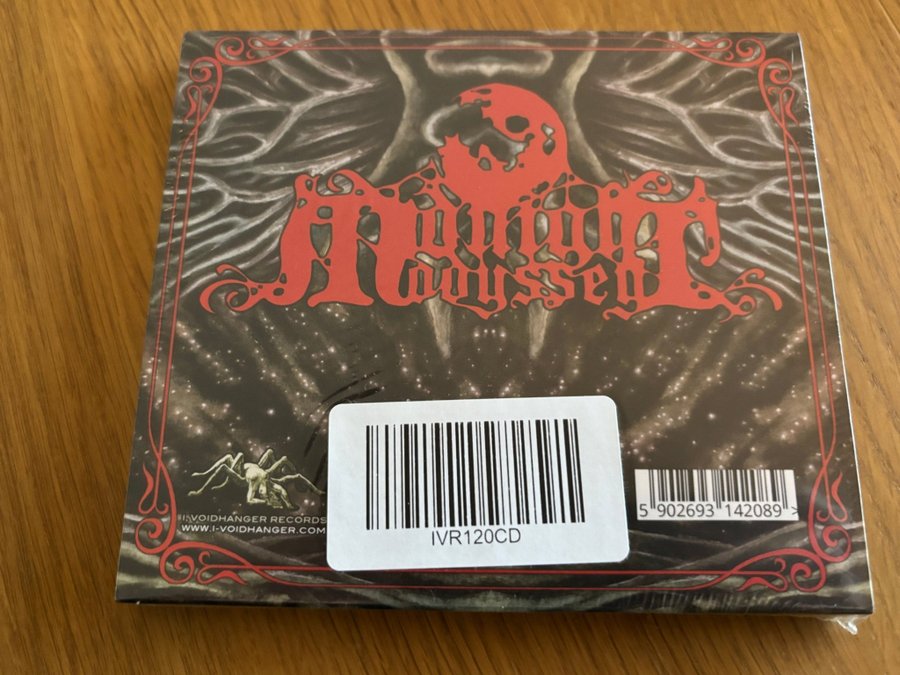 Midnight
Odyssey
I, VOIDHANGER RECORDS
WWW.I-VOIDHANGER.COM
IVR120CD
5 902693 142089 >